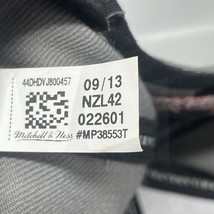 44DHDVJ800457
09/13
NZL42
022601
Mitchell & Ness
#MP38553T